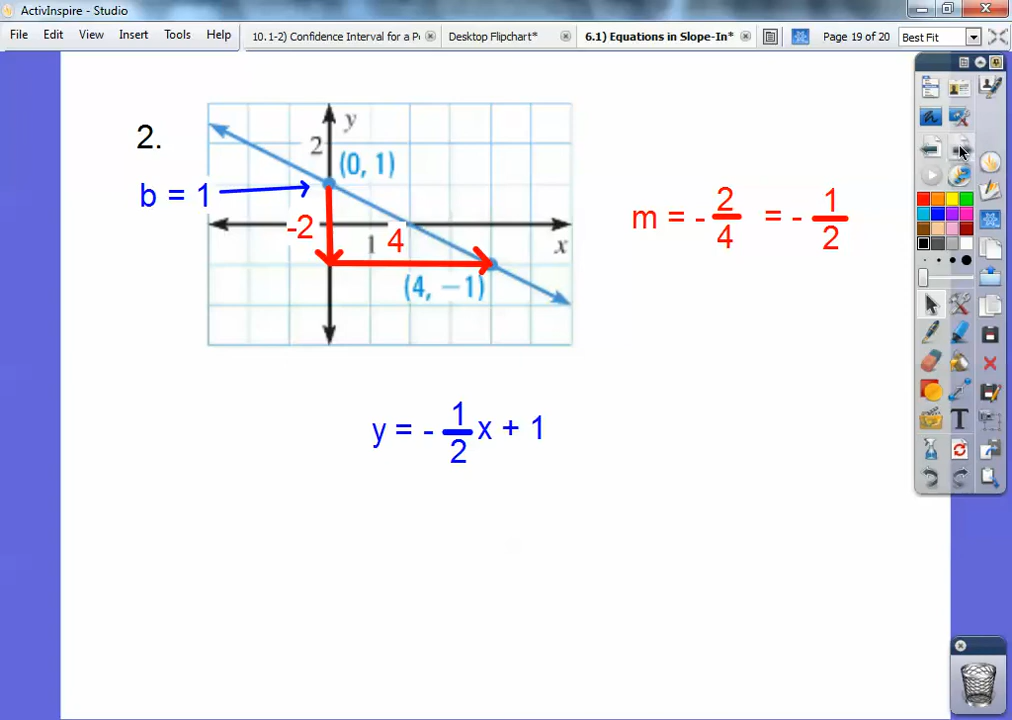 ActivInspire - Studio
File Edit View Insert Tools Help
10.1-2) Confidence Interval for a P
Desktop Flipchart*
6.1) Equations in Slope-In*
Page 19 of 20
Best Fit
2.
y
2
(0, 1)
b = 1
-2
1
4
x
(4, −1)
m = - 2/4 = - 1/2
y = - 1/2 x + 1
T